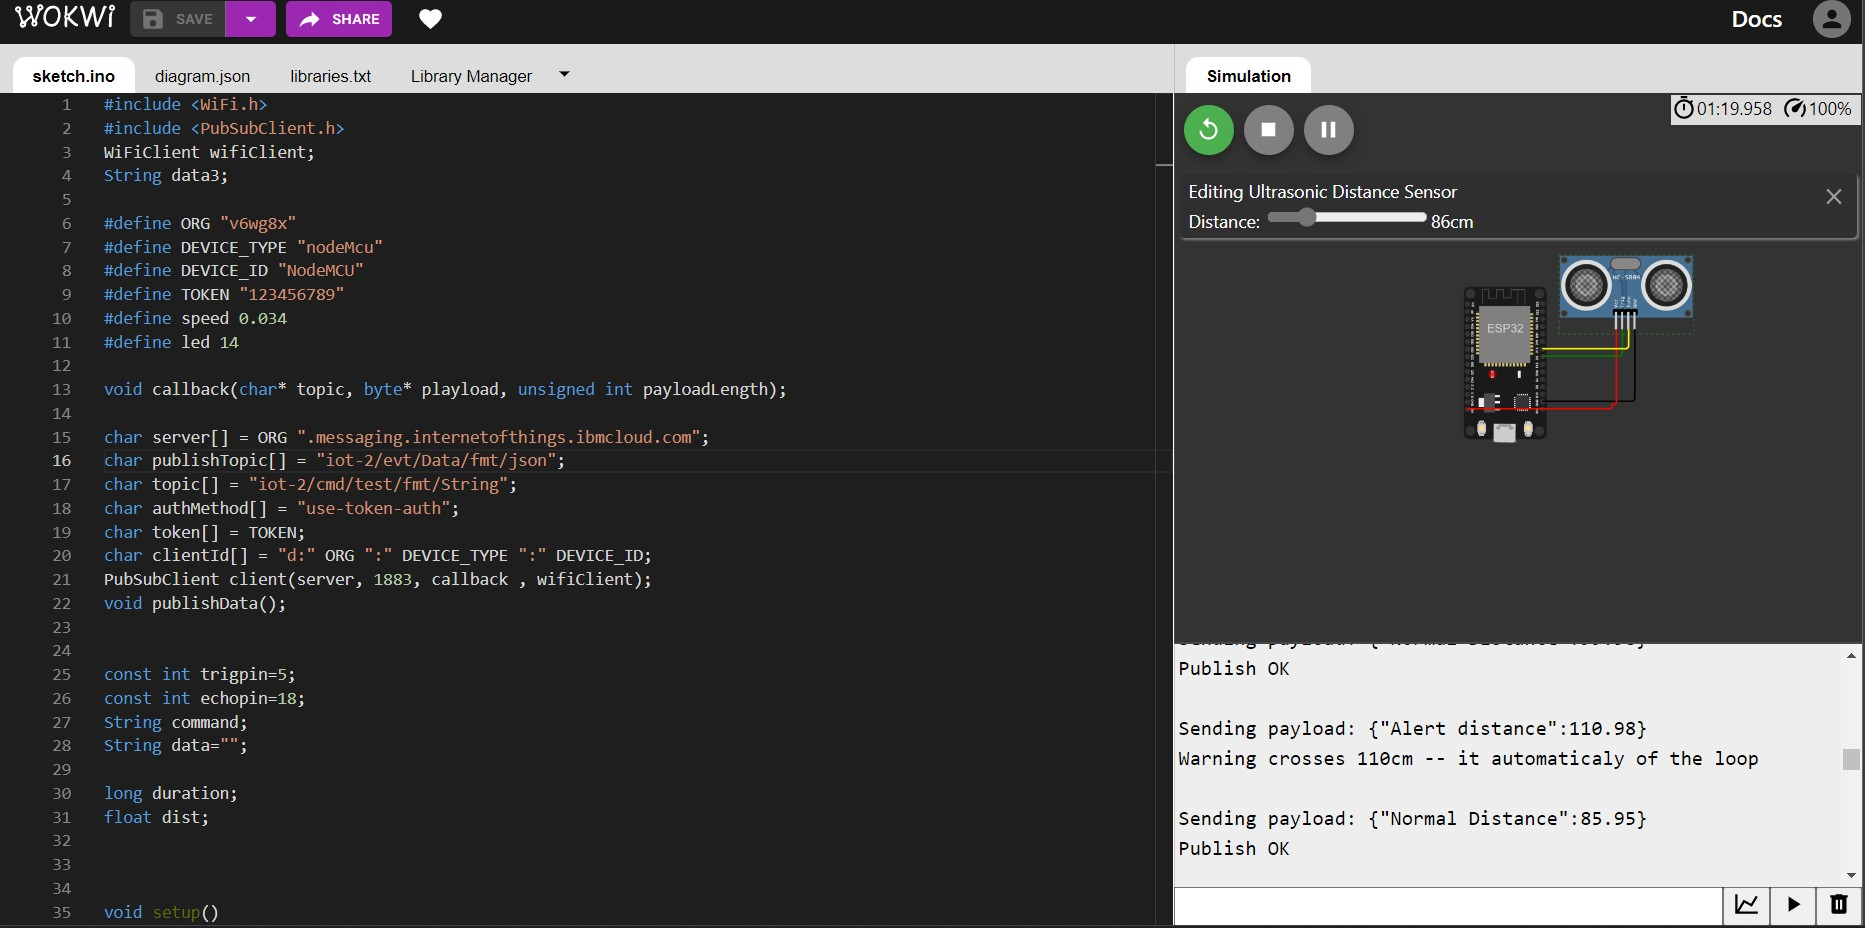 WOKWi SAVE SHARE Docs
sketch.ino diagram.json libraries.txt Library Manager
Simulation
1 #include <WiFi.h>
2 #include <PubSubClient.h>
3 WiFiClient wifiClient;
4 String data3;
5
6 #define ORG "v6wg8x"
7 #define DEVICE_TYPE "nodeMcu"
8 #define DEVICE_ID "NodeMCU"
9 #define TOKEN "123456789"
10 #define speed 0.034
11 #define led 14
12
13 void callback(char* topic, byte* playload, unsigned int payloadLength);
14
15 char server[] = ORG ".messaging.internetofthings.ibmcloud.com";
16 char publishTopic[] = "iot-2/evt/Data/fmt/json";
17 char topic[] = "iot-2/cmd/test/fmt/String";
18 char authMethod[] = "use-token-auth";
19 char token[] = TOKEN;
20 char clientId[] = "d:" ORG ":" DEVICE_TYPE ":" DEVICE_ID;
21 PubSubClient client(server, 1883, callback , wifiClient);
22 void publishData();
23
24
25 const int trigpin=5;
26 const int echopin=18;
27 String command;
28 String data="";
29
30 long duration;
31 float dist;
32
33
34
35 void setup()
01:19.958 100%
Editing Ultrasonic Distance Sensor
Distance: 86cm
HC-SR04
ESP32
Publish OK
Sending payload: {"Alert distance":110.98}
Warning crosses 110cm -- it automaticaly of the loop
Sending payload: {"Normal Distance":85.95}
Publish OK